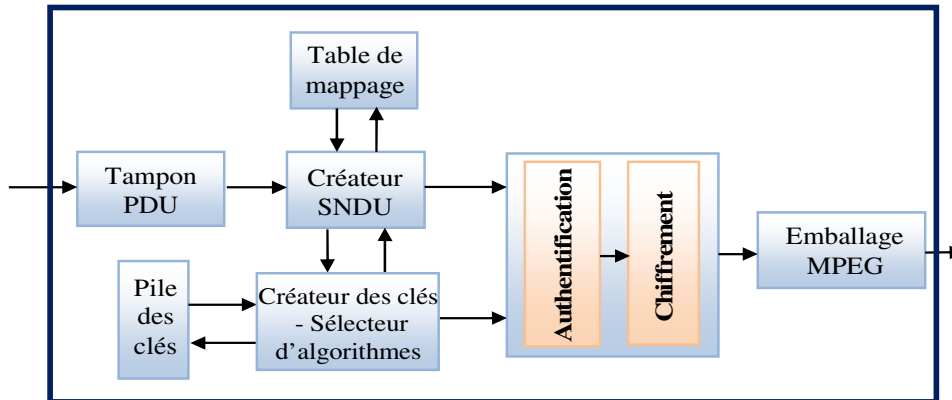 Table de
mappage
Tampon
PDU
Créateur
SNDU
Authentification
Chiffrement
Emballage
MPEG
Pile
des
clés
Créateur des clés
- Sélecteur
d’algorithmes